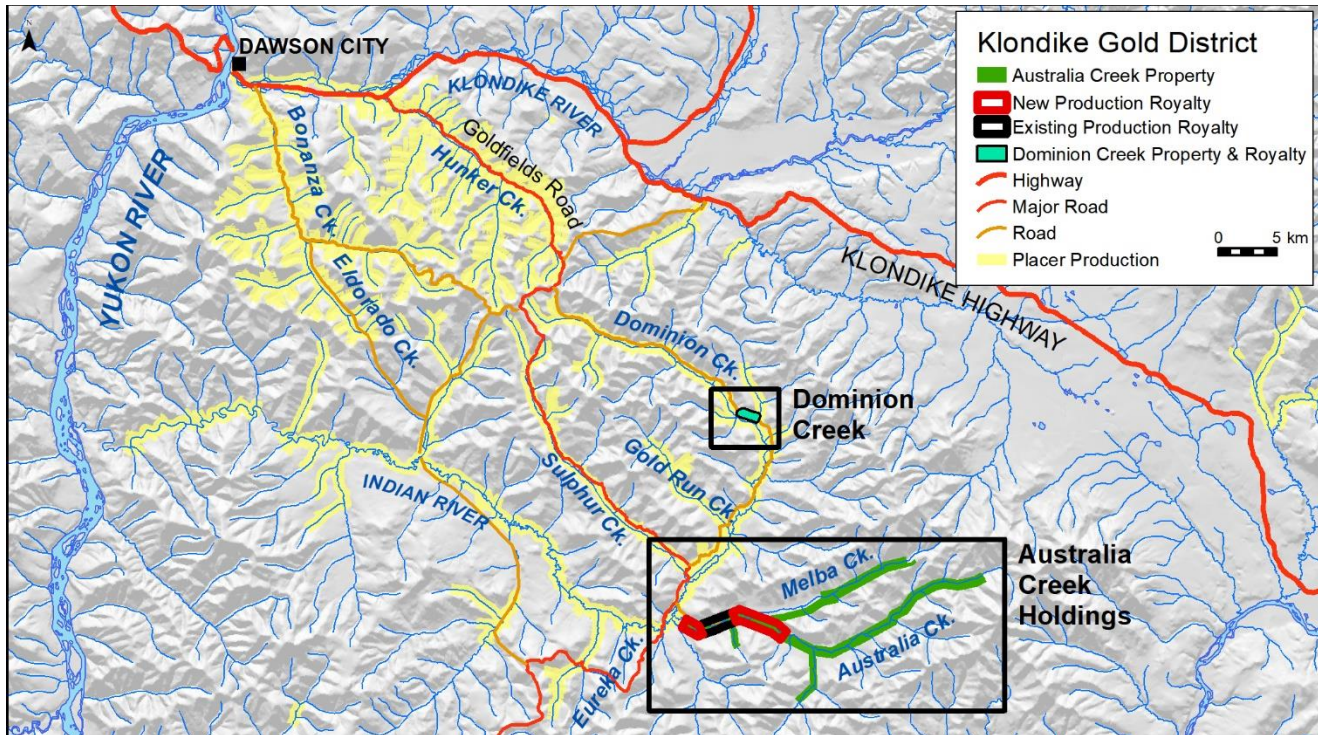 N
DAWSON CITY
Klondike Gold District
Australia Creek Property
New Production Royalty
Existing Production Royalty
Dominion Creek Property & Royalty
Highway
Major Road
Road
Placer Production
0 5 km
KLONDIKE RIVER
Goldfields Road
Bonanza Ck.
Hunker Ck.
YUKON RIVER
Eldorado Ck.
KLONDIKE HIGHWAY
Dominion Ck.
Dominion
Creek
Gold Run Ck.
Sulphur Ck.
INDIAN RIVER
Melba Ck.
Australia Ck.
Australia
Creek
Holdings
Eureka Ck.